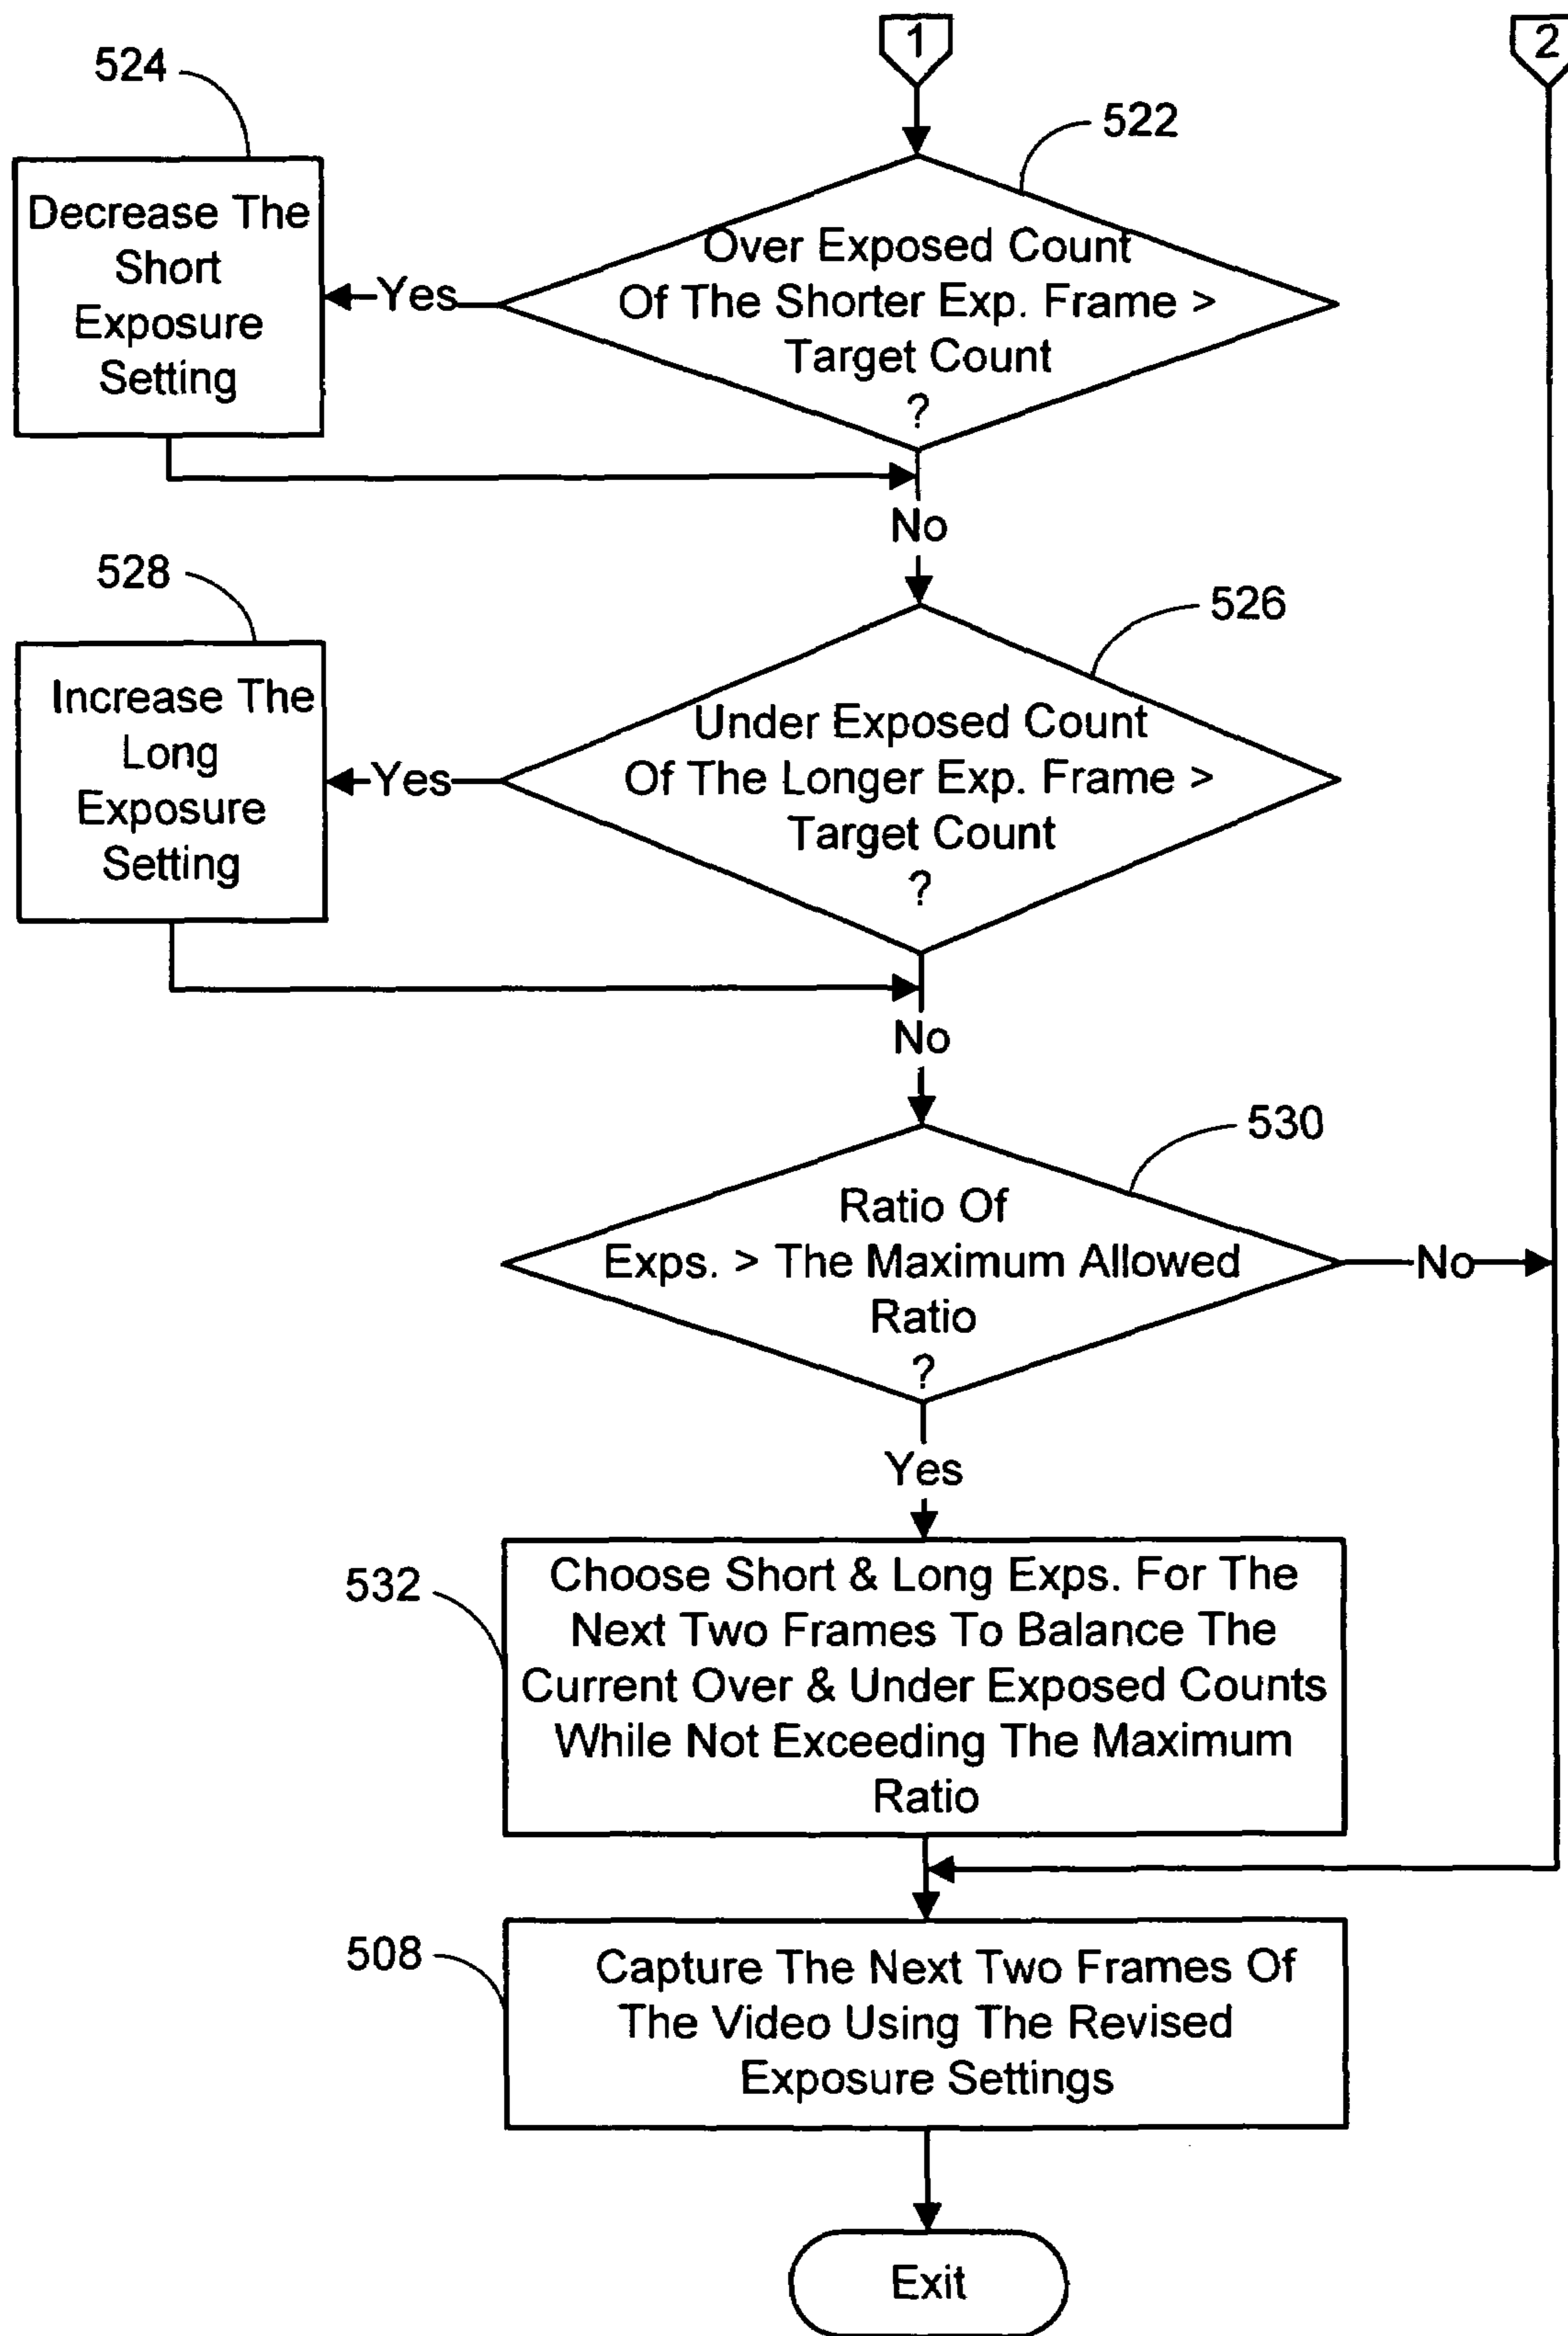 1
2
524
522
Decrease The
Short
Exposure
Setting
Yes
Over Exposed Count
Of The Shorter Exp. Frame >
Target Count
?
No
528
526
Increase The
Long
Exposure
Setting
Yes
Under Exposed Count
Of The Longer Exp. Frame >
Target Count
?
No
530
Ratio Of
Exps. > The Maximum Allowed
Ratio
?
No
Yes
532
Choose Short & Long Exps. For The
Next Two Frames To Balance The
Current Over & Under Exposed Counts
While Not Exceeding The Maximum
Ratio
508
Capture The Next Two Frames Of
The Video Using The Revised
Exposure Settings
Exit